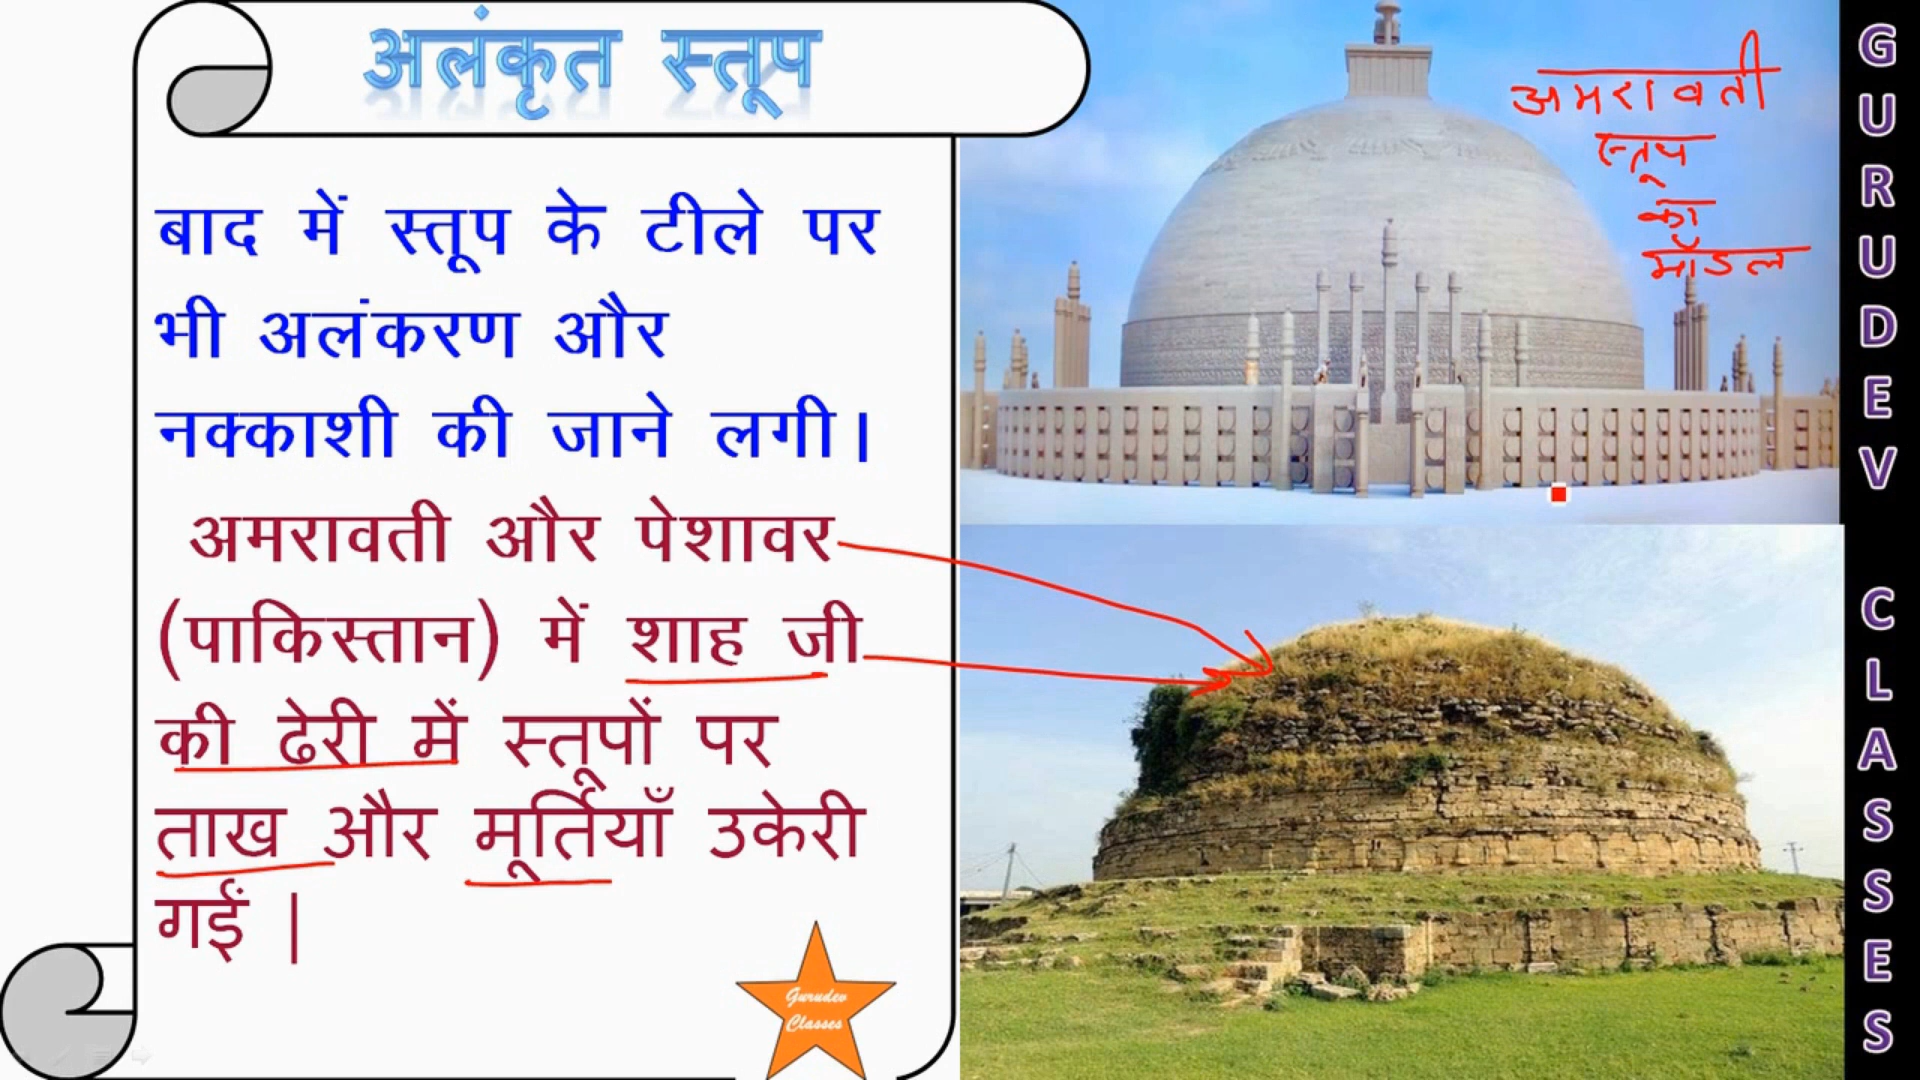 अलंकृत स्तूप
बाद में स्तूप के टीले पर
भी अलंकरण और
नक्काशी की जाने लगी।
अमरावती और पेशावर
(पाकिस्तान) में शाह जी
की ढेरी में स्तूपों पर
ताख और मूर्तियाँ उकेरी
गईं |
Gurudev
Classes
अमरावती
स्तूप
का
मॉडल
GURUDEV CLASSES